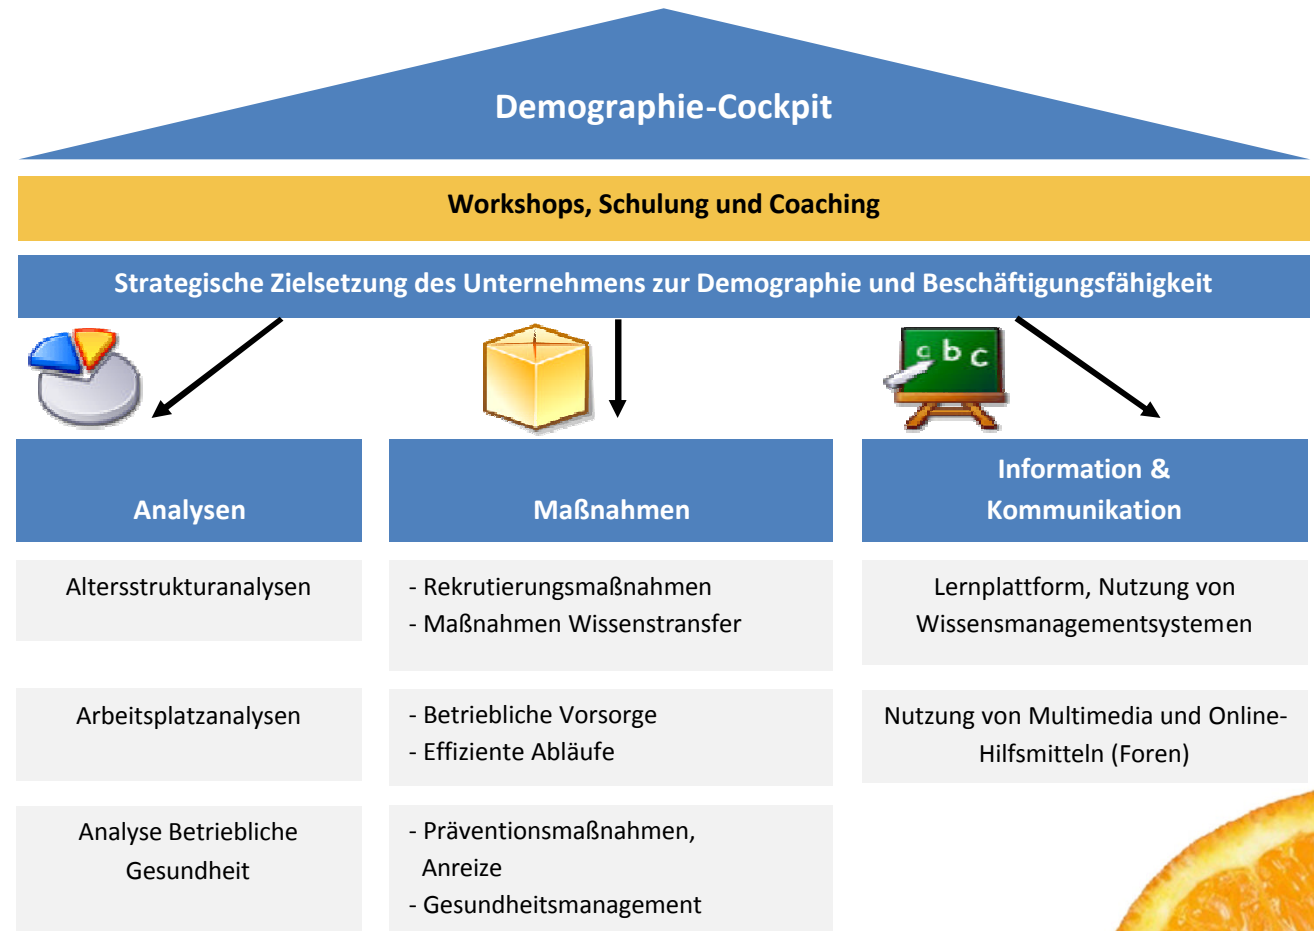 Demographie-Cockpit
Workshops, Schulung und Coaching
Strategische Zielsetzung des Unternehmens zur Demographie und Beschäftigungsfähigkeit
a b c
Analysen
Altersstrukturanalysen
Arbeitsplatzanalysen
Analyse Betriebliche
Gesundheit
Maßnahmen
- Rekrutierungsmaßnahmen
- Maßnahmen Wissenstransfer
- Betriebliche Vorsorge
- Effiziente Abläufe
- Präventionsmaßnahmen,
Anreize
- Gesundheitsmanagement
Information &
Kommunikation
Lernplattform, Nutzung von
Wissensmanagementsystemen
Nutzung von Multimedia und Online-
Hilfsmitteln (Foren)